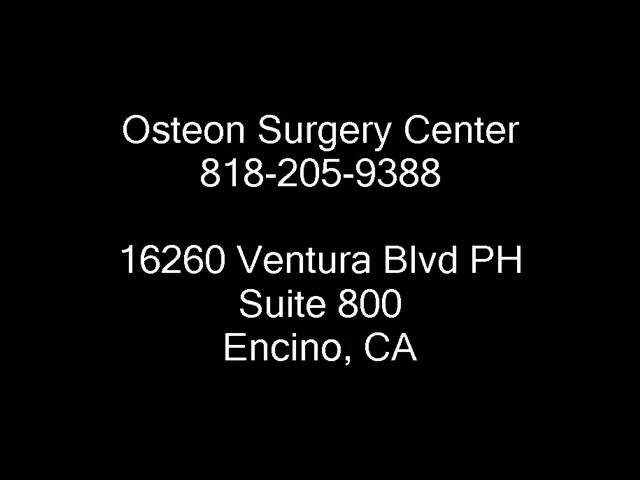 Osteon Surgery Center
818-205-9388
16260 Ventura Blvd PH
Suite 800
Encino, CA